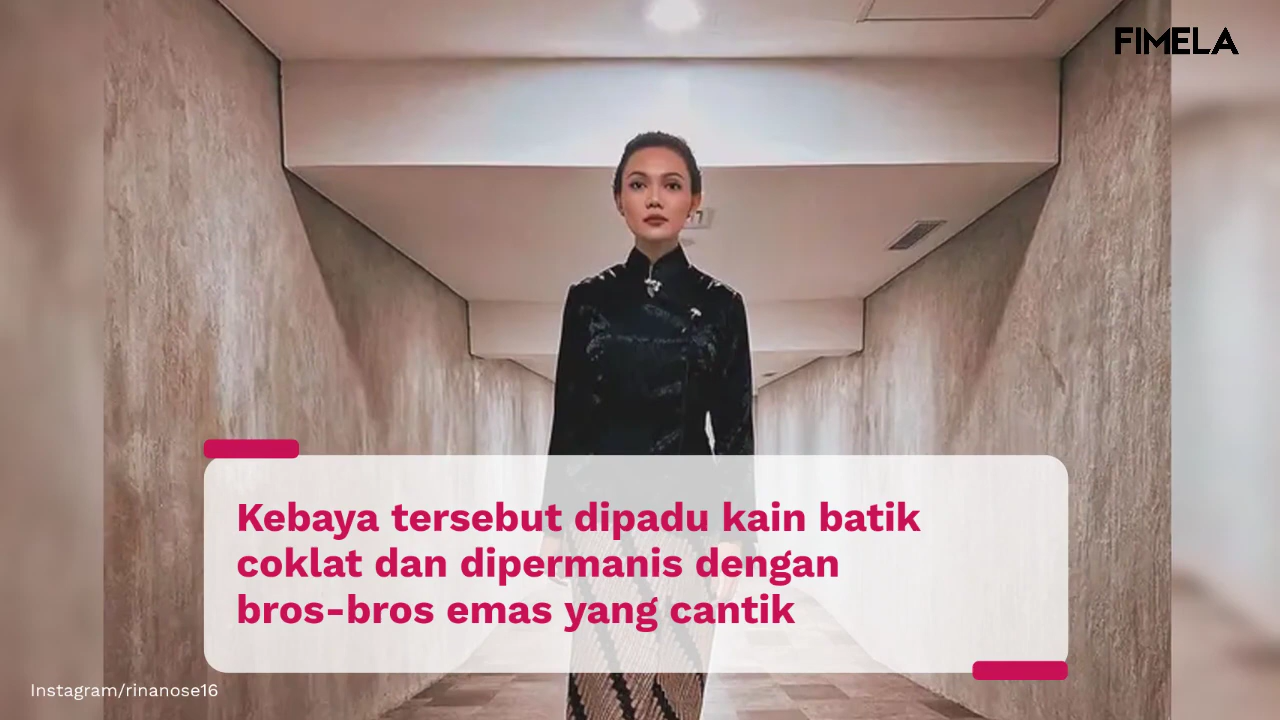 FIMELA
Kebaya tersebut dipadu kain batik
coklat dan dipermanis dengan
bros-bros emas yang cantik
Instagram/rinanose16